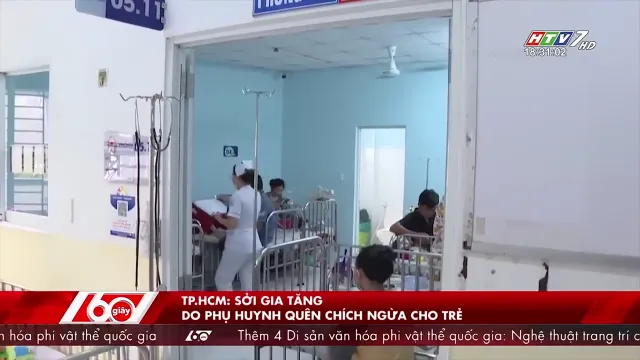 05.11
PHÒNG
HTV7 HD
18:31:02
60 giây
TP.HCM: SỞI GIA TĂNG
DO PHỤ HUYNH QUÊN CHÍCH NGỪA CHO TRẺ
n hóa phi vật thể quốc gia
Thêm 4 Di sản văn hóa phi vật thể quốc gia: Nghệ thuật trang trí c